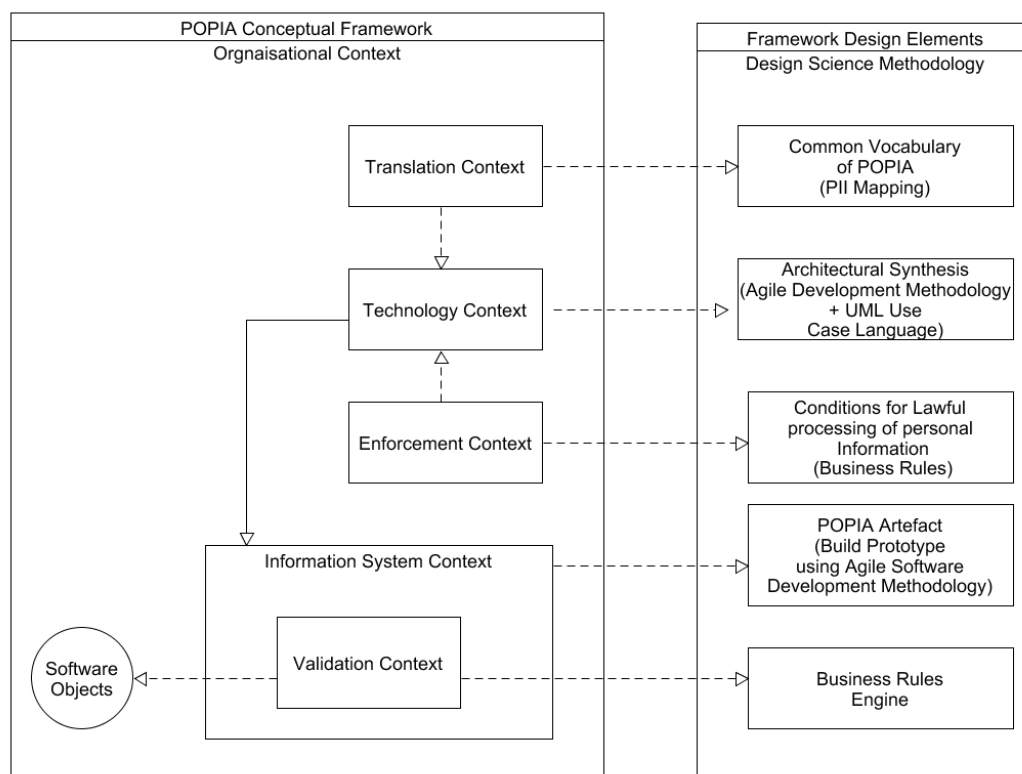 POPIA Conceptual Framework
Orgnaisational Context
Framework Design Elements
Design Science Methodology
Translation Context
Common Vocabulary
of POPIA
(PII Mapping)
Technology Context
Architectural Synthesis
(Agile Development Methodology
+ UML Use
Case Language)
Enforcement Context
Conditions for Lawful
processing of personal
Information
(Business Rules)
Information System Context
POPIA Artefact
(Build Prototype
using Agile Software
Development Methodology)
Software
Objects
Validation Context
Business Rules
Engine